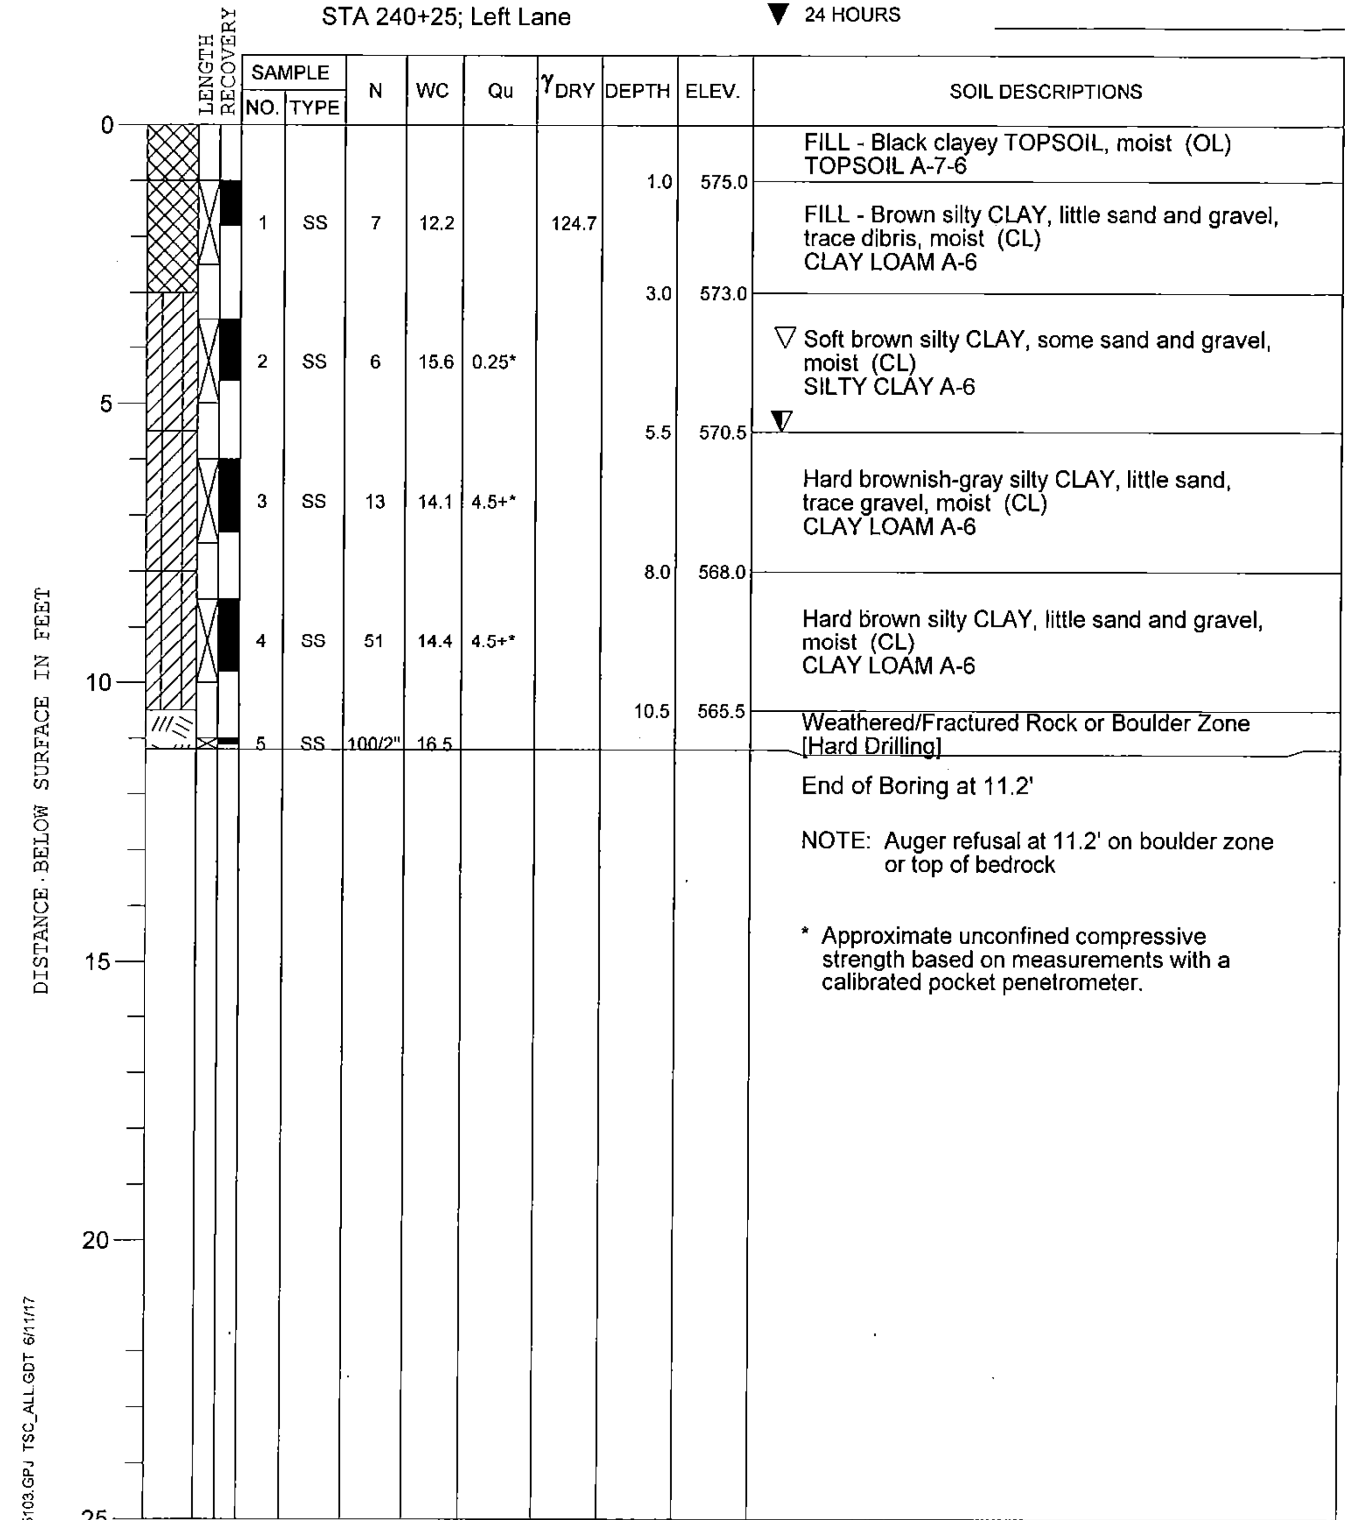 STA 240+25; Left Lane
▼ 24 HOURS
LENGTH
RECOVERY
SAMPLE
NO. TYPE N WC Qu γDRY DEPTH ELEV. SOIL DESCRIPTIONS
0
FILL - Black clayey TOPSOIL, moist (OL)
TOPSOIL A-7-6
1.0 575.0
1 SS 7 12.2 124.7
FILL - Brown silty CLAY, little sand and gravel,
trace dibris, moist (CL)
CLAY LOAM A-6
3.0 573.0
2 SS 6 15.6 0.25*
Soft brown silty CLAY, some sand and gravel,
moist (CL)
SILTY CLAY A-6
5
5.5 570.5
3 SS 13 14.1 4.5+*
Hard brownish-gray silty CLAY, little sand,
trace gravel, moist (CL)
CLAY LOAM A-6
8.0 568.0
4 SS 51 14.4 4.5+*
Hard brown silty CLAY, little sand and gravel,
moist (CL)
CLAY LOAM A-6
10
10.5 565.5
5 SS 100/2" 16.5
Weathered/Fractured Rock or Boulder Zone
[Hard Drilling]
End of Boring at 11.2'
NOTE: Auger refusal at 11.2' on boulder zone
or top of bedrock
* Approximate unconfined compressive
strength based on measurements with a
calibrated pocket penetrometer.
15
20
25
DISTANCE BELOW SURFACE IN FEET
5103.GPJ TSC_ALL.GDT 6/11/17